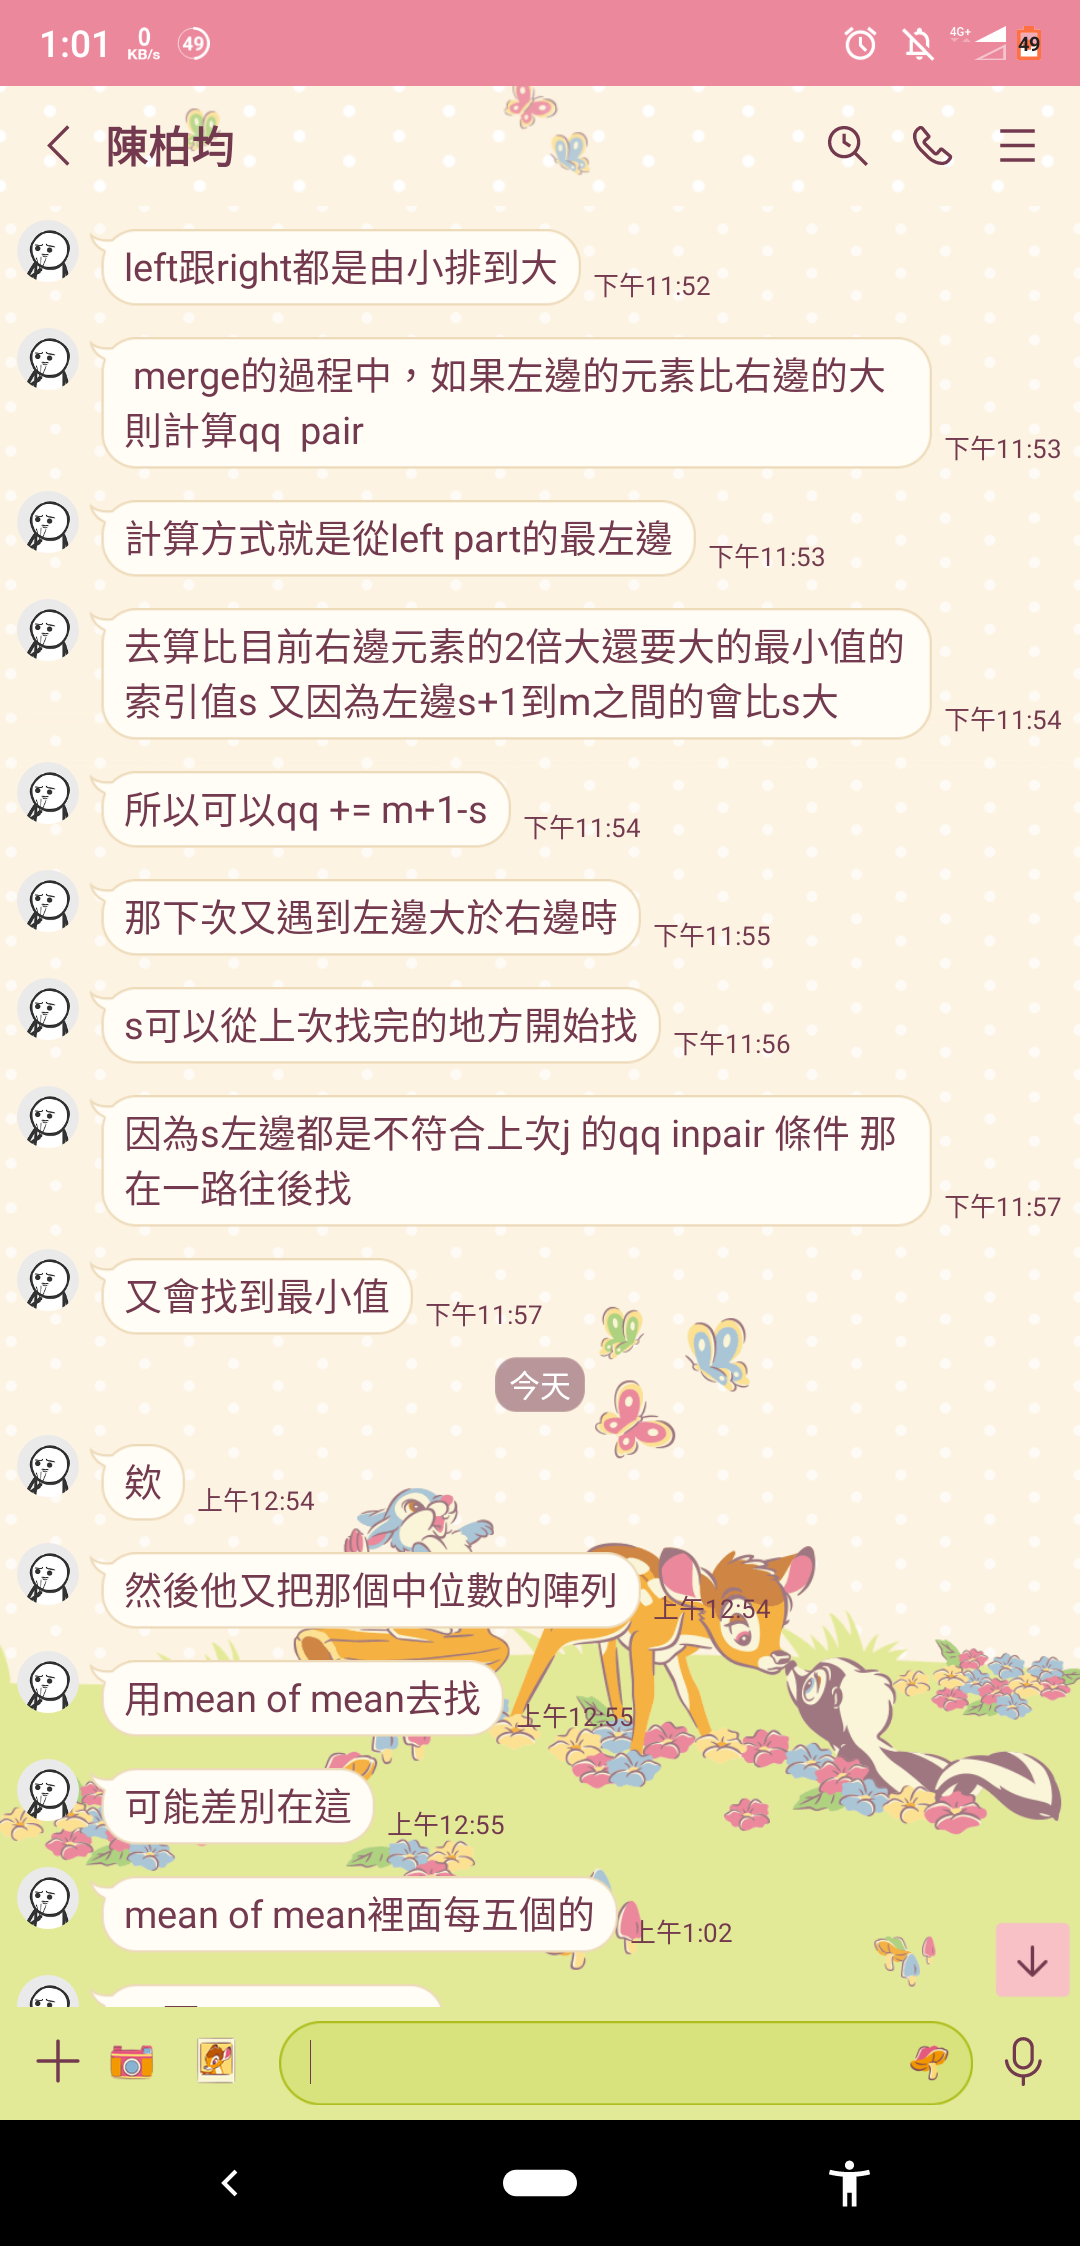 1:01
0
KB/s
49
4G+
49
陳柏均
left跟right都是由小排到大
下午11:52
merge的過程中，如果左邊的元素比右邊的大
則計算qq  pair
下午11:53
計算方式就是從left part的最左邊
下午11:53
去算比目前右邊元素的2倍大還要大的最小值的
索引值s 又因為左邊s+1到m之間的會比s大
下午11:54
所以可以qq += m+1-s
下午11:54
那下次又遇到左邊大於右邊時
下午11:55
s可以從上次找完的地方開始找
下午11:56
因為s左邊都是不符合上次j 的qq inpair 條件 那
在一路往後找
下午11:57
又會找到最小值
下午11:57
今天
欸
上午12:54
然後他又把那個中位數的陣列
上午12:54
用mean of mean去找
上午12:55
可能差別在這
上午12:55
mean of mean裡面每五個的
上午1:02